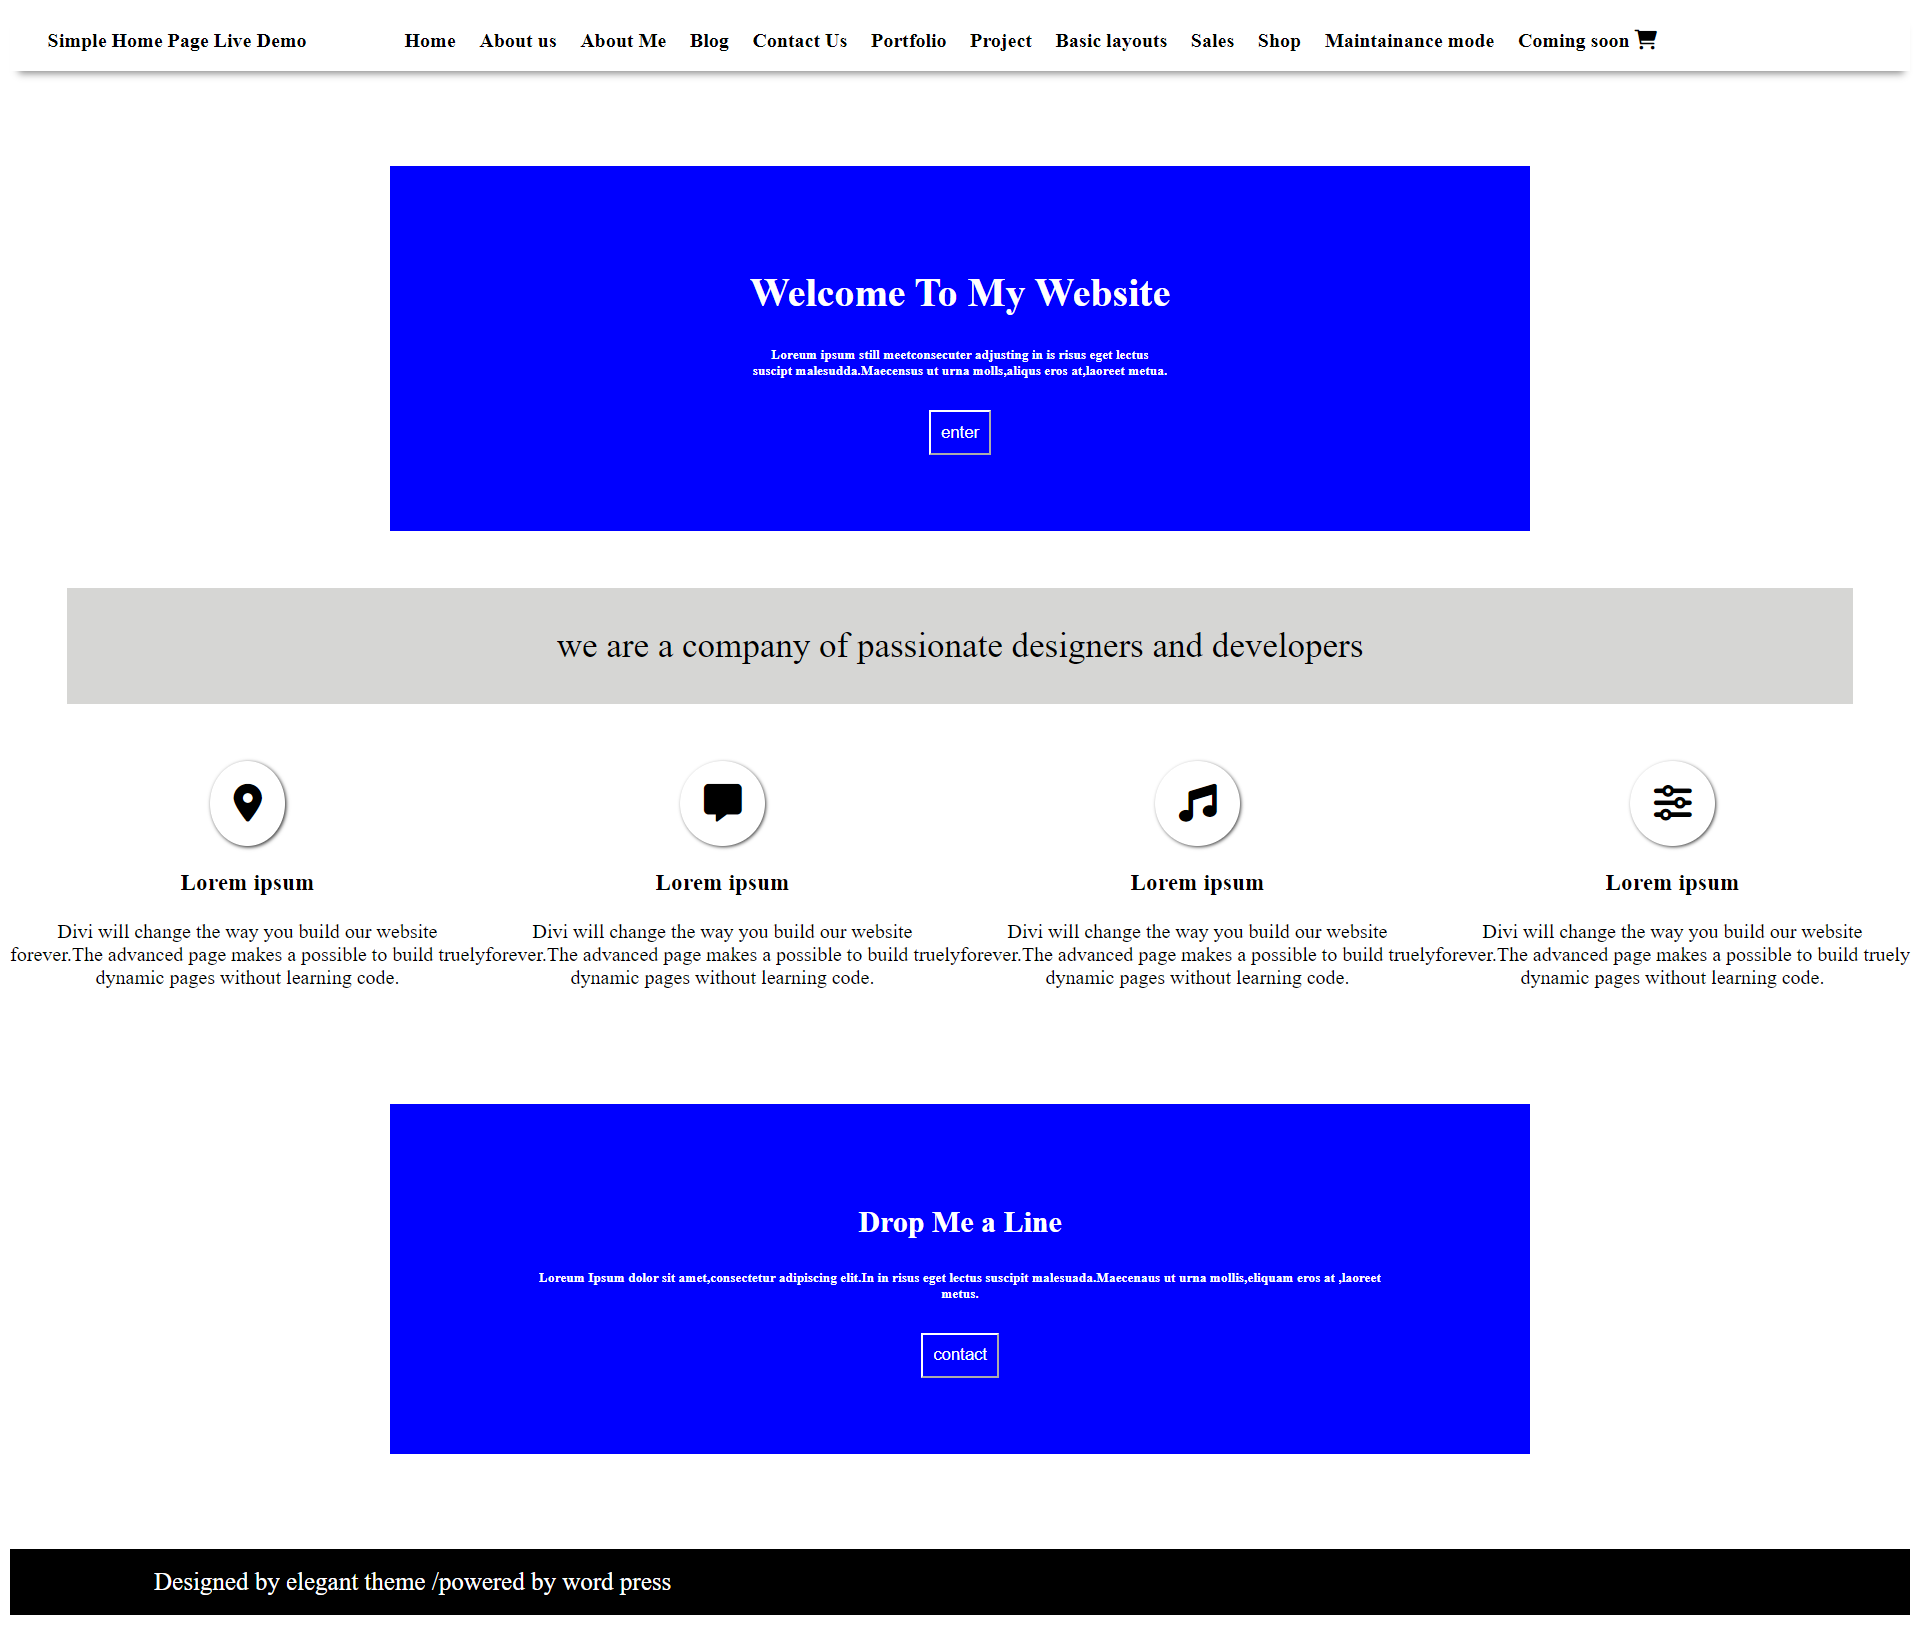 Simple Home Page Live Demo
Home About us About Me Blog Contact Us Portfolio Project Basic layouts Sales Shop Maintainance mode Coming soon
Welcome To My Website
Loreum ipsum still meetconsecuter adjusting in is risus eget lectus
suscipt malesudda.Maecensus ut urna molls,aliqus eros at,laoreet metua.
enter
we are a company of passionate designers and developers
Lorem ipsum
Divi will change the way you build our website
forever.The advanced page makes a possible to build truely
dynamic pages without learning code.
Lorem ipsum
Divi will change the way you build our website
forever.The advanced page makes a possible to build truely
dynamic pages without learning code.
Lorem ipsum
Divi will change the way you build our website
forever.The advanced page makes a possible to build truely
dynamic pages without learning code.
Lorem ipsum
Divi will change the way you build our website
forever.The advanced page makes a possible to build truely
dynamic pages without learning code.
Drop Me a Line
Loreum Ipsum dolor sit amet,consectetur adipiscing elit.In in risus eget lectus suscipit malesuada.Maecenaus ut urna mollis,eliquam eros at ,laoreet
metus.
contact
Designed by elegant theme /powered by word press